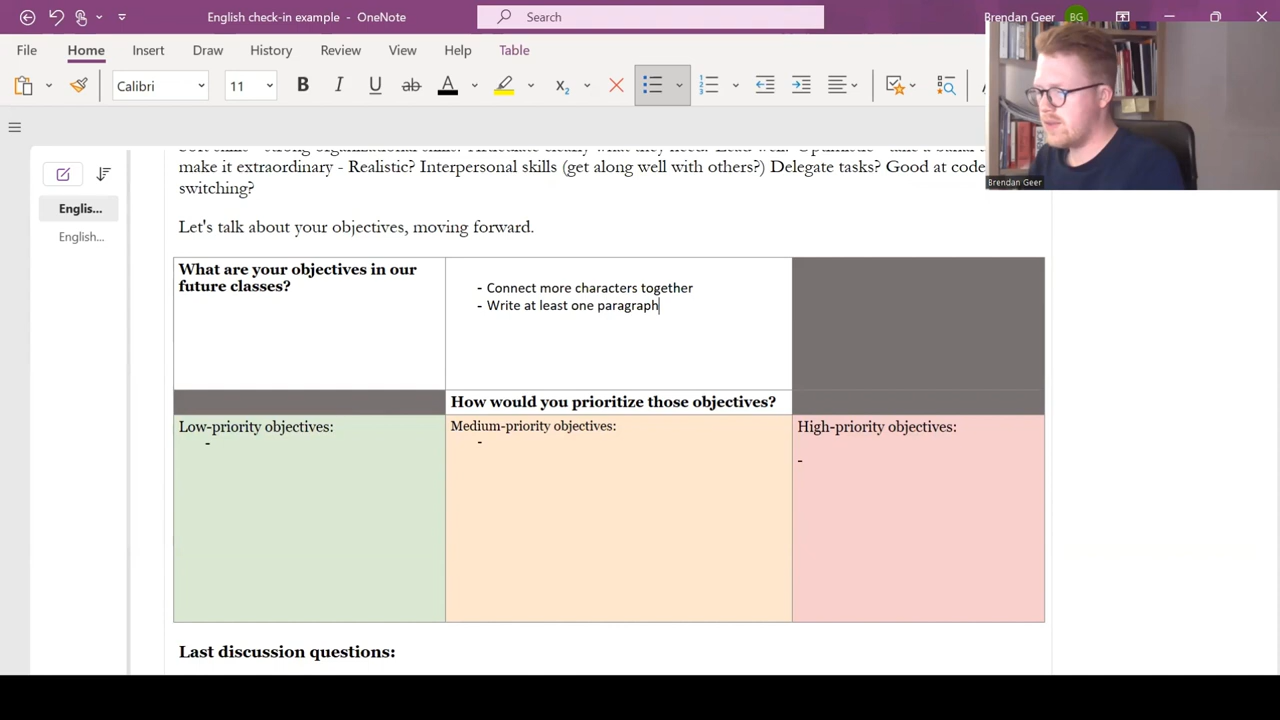 English check-in example - OneNote
Search
Brendan Geer
BG
File
Home
Insert
Draw
History
Review
View
Help
Table
Calibri
11
B
I
U
ab
A
x₂
Englis...
English...
make it extraordinary - Realistic? Interpersonal skills (get along well with others?) Delegate tasks? Good at code
switching?
Brendan Geer
Let's talk about your objectives, moving forward.
What are your objectives in our
future classes?
- Connect more characters together
- Write at least one paragraph
How would you prioritize those objectives?
Low-priority objectives:
-
Medium-priority objectives:
-
High-priority objectives:
-
Last discussion questions: